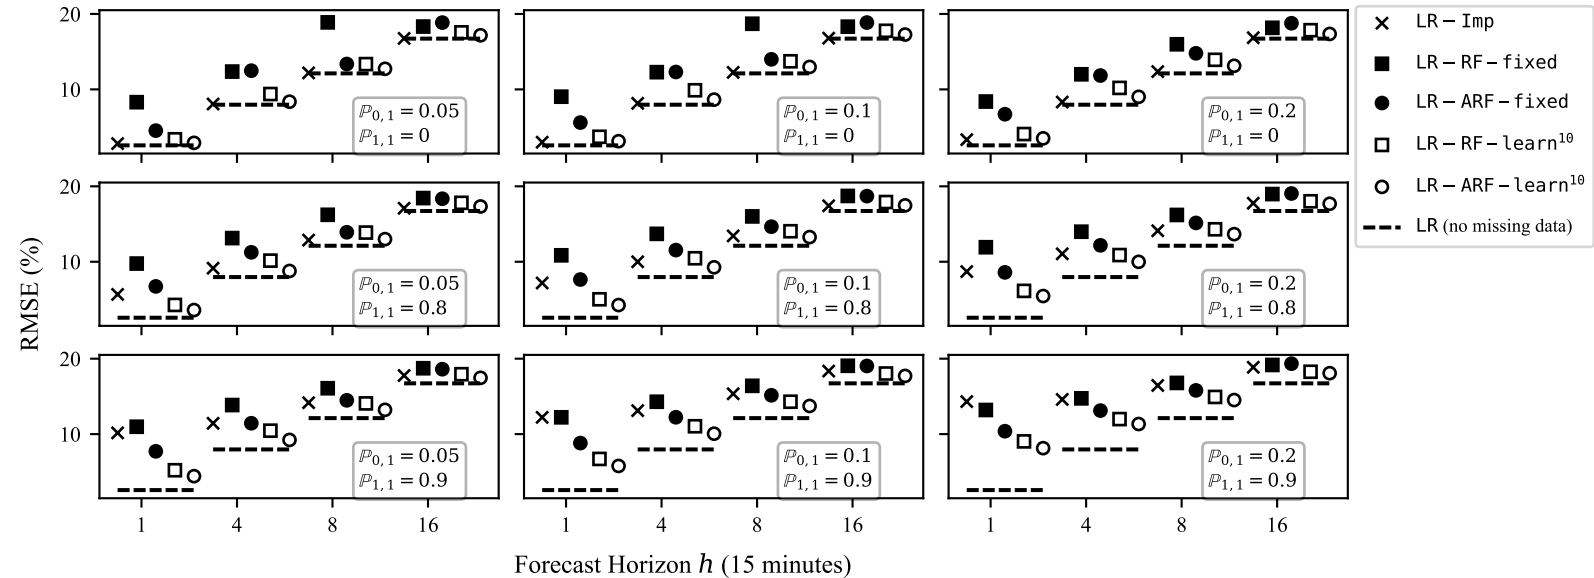 20
10
ℙ0,1 = 0.05
ℙ1,1 = 0
ℙ0,1 = 0.1
ℙ1,1 = 0
ℙ0,1 = 0.2
ℙ1,1 = 0
LR−Imp
LR−RF−fixed
LR−ARF−fixed
LR−RF−learn¹⁰
LR−ARF−learn¹⁰
LR (no missing data)
RMSE (%)
20
10
ℙ0,1 = 0.05
ℙ1,1 = 0.8
ℙ0,1 = 0.1
ℙ1,1 = 0.8
ℙ0,1 = 0.2
ℙ1,1 = 0.8
20
10
ℙ0,1 = 0.05
ℙ1,1 = 0.9
ℙ0,1 = 0.1
ℙ1,1 = 0.9
ℙ0,1 = 0.2
ℙ1,1 = 0.9
1 4 8 16 1 4 8 16 1 4 8 16
Forecast Horizon h (15 minutes)